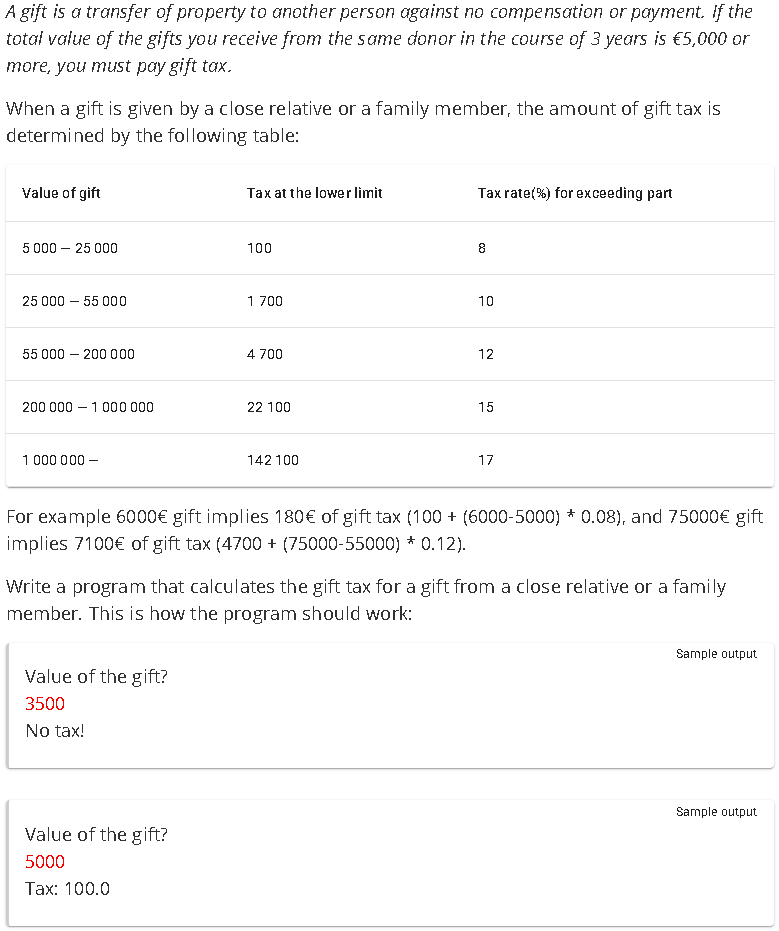 A gift is a transfer of property to another person against no compensation or payment. If the
total value of the gifts you receive from the same donor in the course of 3 years is €5,000 or
more, you must pay gift tax.
When a gift is given by a close relative or a family member, the amount of gift tax is
determined by the following table:
Value of gift Tax at the lower limit Tax rate(%) for exceeding part
5 000 — 25 000 100 8
25 000 — 55 000 1 700 10
55 000 — 200 000 4 700 12
200 000 — 1 000 000 22 100 15
1 000 000 — 142 100 17
For example 6000€ gift implies 180€ of gift tax (100 + (6000-5000) * 0.08), and 75000€ gift
implies 7100€ of gift tax (4700 + (75000-55000) * 0.12).
Write a program that calculates the gift tax for a gift from a close relative or a family
member. This is how the program should work:
Sample output
Value of the gift?
3500
No tax!
Sample output
Value of the gift?
5000
Tax: 100.0